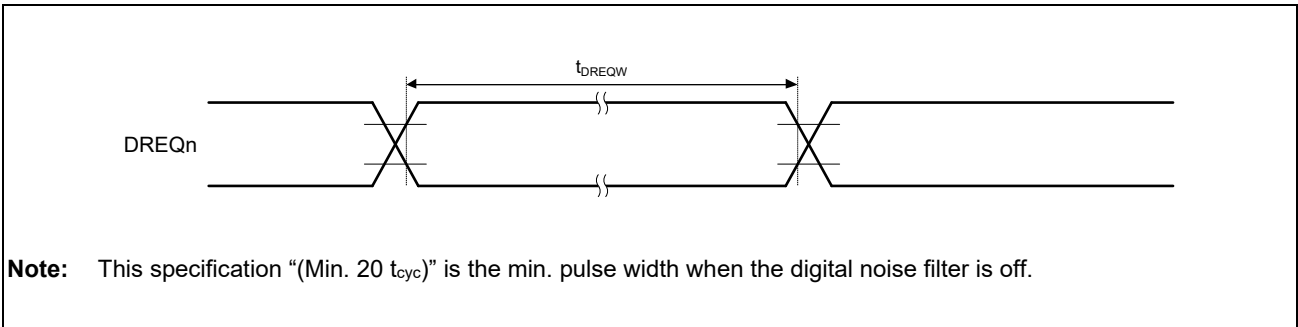 tDREQW
DREQn
Note: This specification “(Min. 20 tcyc)” is the min. pulse width when the digital noise filter is off.